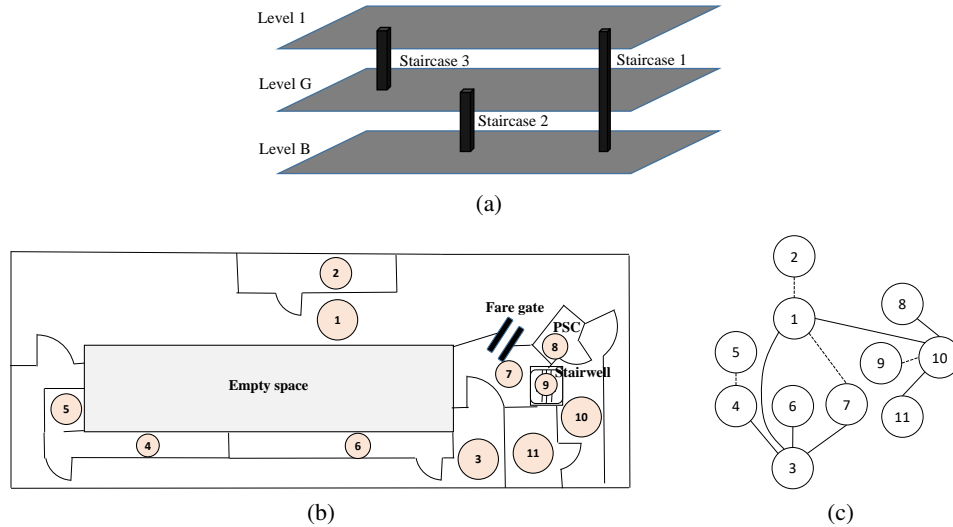 Level 1
Staircase 3
Staircase 1
Level G
Staircase 2
Level B
(a)
2
1
Fare gate
PSC
8
7
Stairwell
9
Empty space
5
10
4
6
3
11
(b)
2
1
8
5
9
10
4
6
7
11
3
(c)